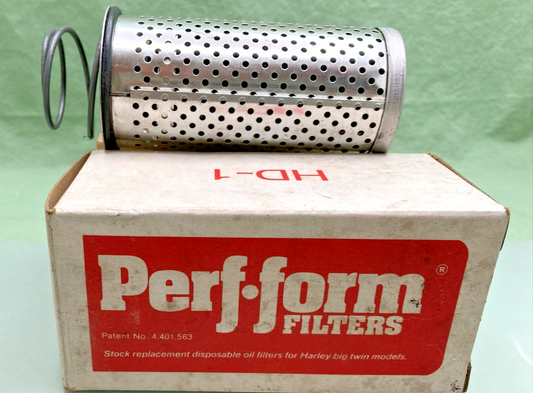 HD-1
Perf·form®
FILTERS
Patent No. 4,401,563
Stock replacement disposable oil filters for Harley big twin models.